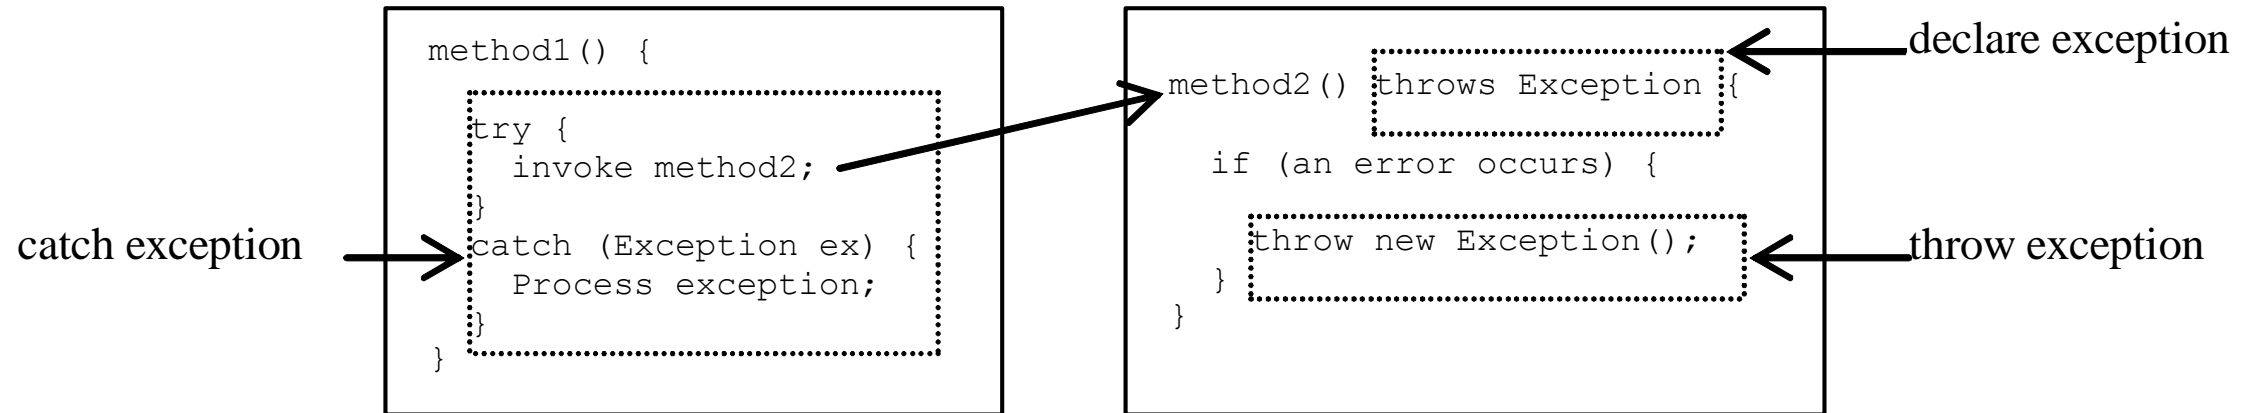 method1() {
try {
invoke method2;
}
catch (Exception ex) {
Process exception;
}
}
catch exception
method2() throws Exception {
if (an error occurs) {
throw new Exception();
}
}
declare exception
throw exception